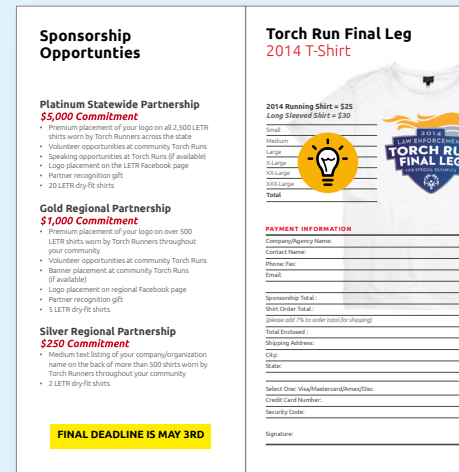 Sponsorship
Opportunties
Platinum Statewide Partnership
$5,000 Commitment
• Premium placement of your logo on all 2,500 LETR
shirts worn by Torch Runners across the state
• Volunteer opportunities at community Torch Runs
• Speaking opportunities at Torch Runs (if available)
• Logo placement on the LETR Facebook page
• Partner recognition gift
• 20 LETR dry-fit shirts
Gold Regional Partnership
$1,000 Commitment
• Premium placement of your logo on over 500
LETR shirts worn by Torch Runners throughout
your community
• Volunteer opportunities at community Torch Runs
• Banner placement at community Torch Runs
(if available)
• Logo placement on regional Facebook page
• Partner recognition gift
• 5 LETR dry-fit shirts
Silver Regional Partnership
$250 Commitment
• Medium text listing of your company/organization
name on the back of more than 500 shirts worn by
Torch Runners throughout your community
• 2 LETR dry-fit shirts
FINAL DEADLINE IS MAY 3RD
Torch Run Final Leg
2014 T-Shirt
2014 Running Shirt = $25
Long Sleeved Shirt = $30
Small
Medium
Large
X-Large
XX-Large
XXX-Large
Total
2014
LAW ENFORCEMEN
TORCH RU
FINAL LEG
FOR SPECIAL OLYMPICS
PAYMENT INFORMATION
Company/Agency Name:
Contact Name:
Phone: Fax:
Email:
Sponsorship Total :
Shirt Order Total :
(please add 7% to order total for shipping)
Total Enclosed :
Shipping Address:
City:
State:
Select One: Visa/Mastercard/Amex/Disc
Credit Card Number:
Security Code:
Signature: